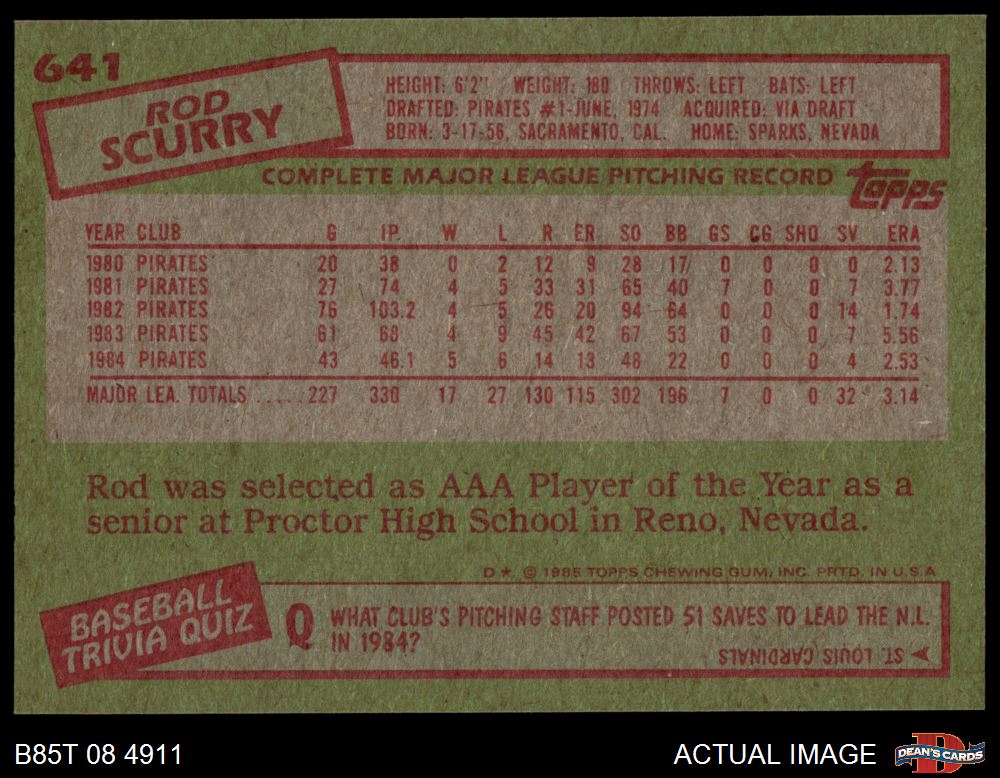 641
ROD
SCURRY
HEIGHT: 6'2" WEIGHT: 180 THROWS: LEFT BATS: LEFT
DRAFTED: PIRATES #1-JUNE, 1974 ACQUIRED: VIA DRAFT
BORN: 3-17-56, SACRAMENTO, CAL. HOME: SPARKS, NEVADA
COMPLETE MAJOR LEAGUE PITCHING RECORD topps
YEAR CLUB G IP W L R ER SO BB GS CG SHO SV ERA
1980 PIRATES 20 38 0 2 12 9 28 17 0 0 0 0 2.13
1981 PIRATES 27 74 4 5 33 31 65 40 7 0 0 7 3.77
1982 PIRATES 76 103.2 4 5 26 20 94 64 0 0 0 14 1.74
1983 PIRATES 61 68 4 9 45 42 67 53 0 0 0 7 5.56
1984 PIRATES 43 46.1 5 6 14 13 48 22 0 0 0 4 2.53
MAJOR LEA. TOTALS .....227 330 17 27 130 115 302 196 7 0 0 32 3.14
Rod was selected as AAA Player of the Year as a
senior at Proctor High School in Reno, Nevada.
D★ © 1985 TOPPS CHEWING GUM, INC. PRTD. IN U.S.A
BASEBALL
TRIVIA QUIZ
Q WHAT CLUB'S PITCHING STAFF POSTED 51 SAVES TO LEAD THE N.L.
IN 1984?
ST. LOUIS CARDINALS
B85T 08 4911
ACTUAL IMAGE
DEAN'S CARDS